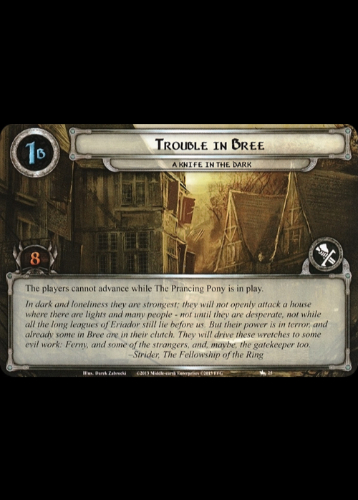 1B
TROUBLE IN BREE
A KNIFE IN THE DARK
8
The players cannot advance while The Prancing Pony is in play.
In dark and loneliness they are strongest; they will not openly attack a house
where there are lights and many people - not until they are desperate, not while
all the long leagues of Eriador still lie before us. But their power is in terror, and
already some in Bree are in their clutch. They will drive these wretches to some
evil work: Ferny, and some of the strangers, and, maybe, the gatekeeper too.
-Strider, The Fellowship of the Ring